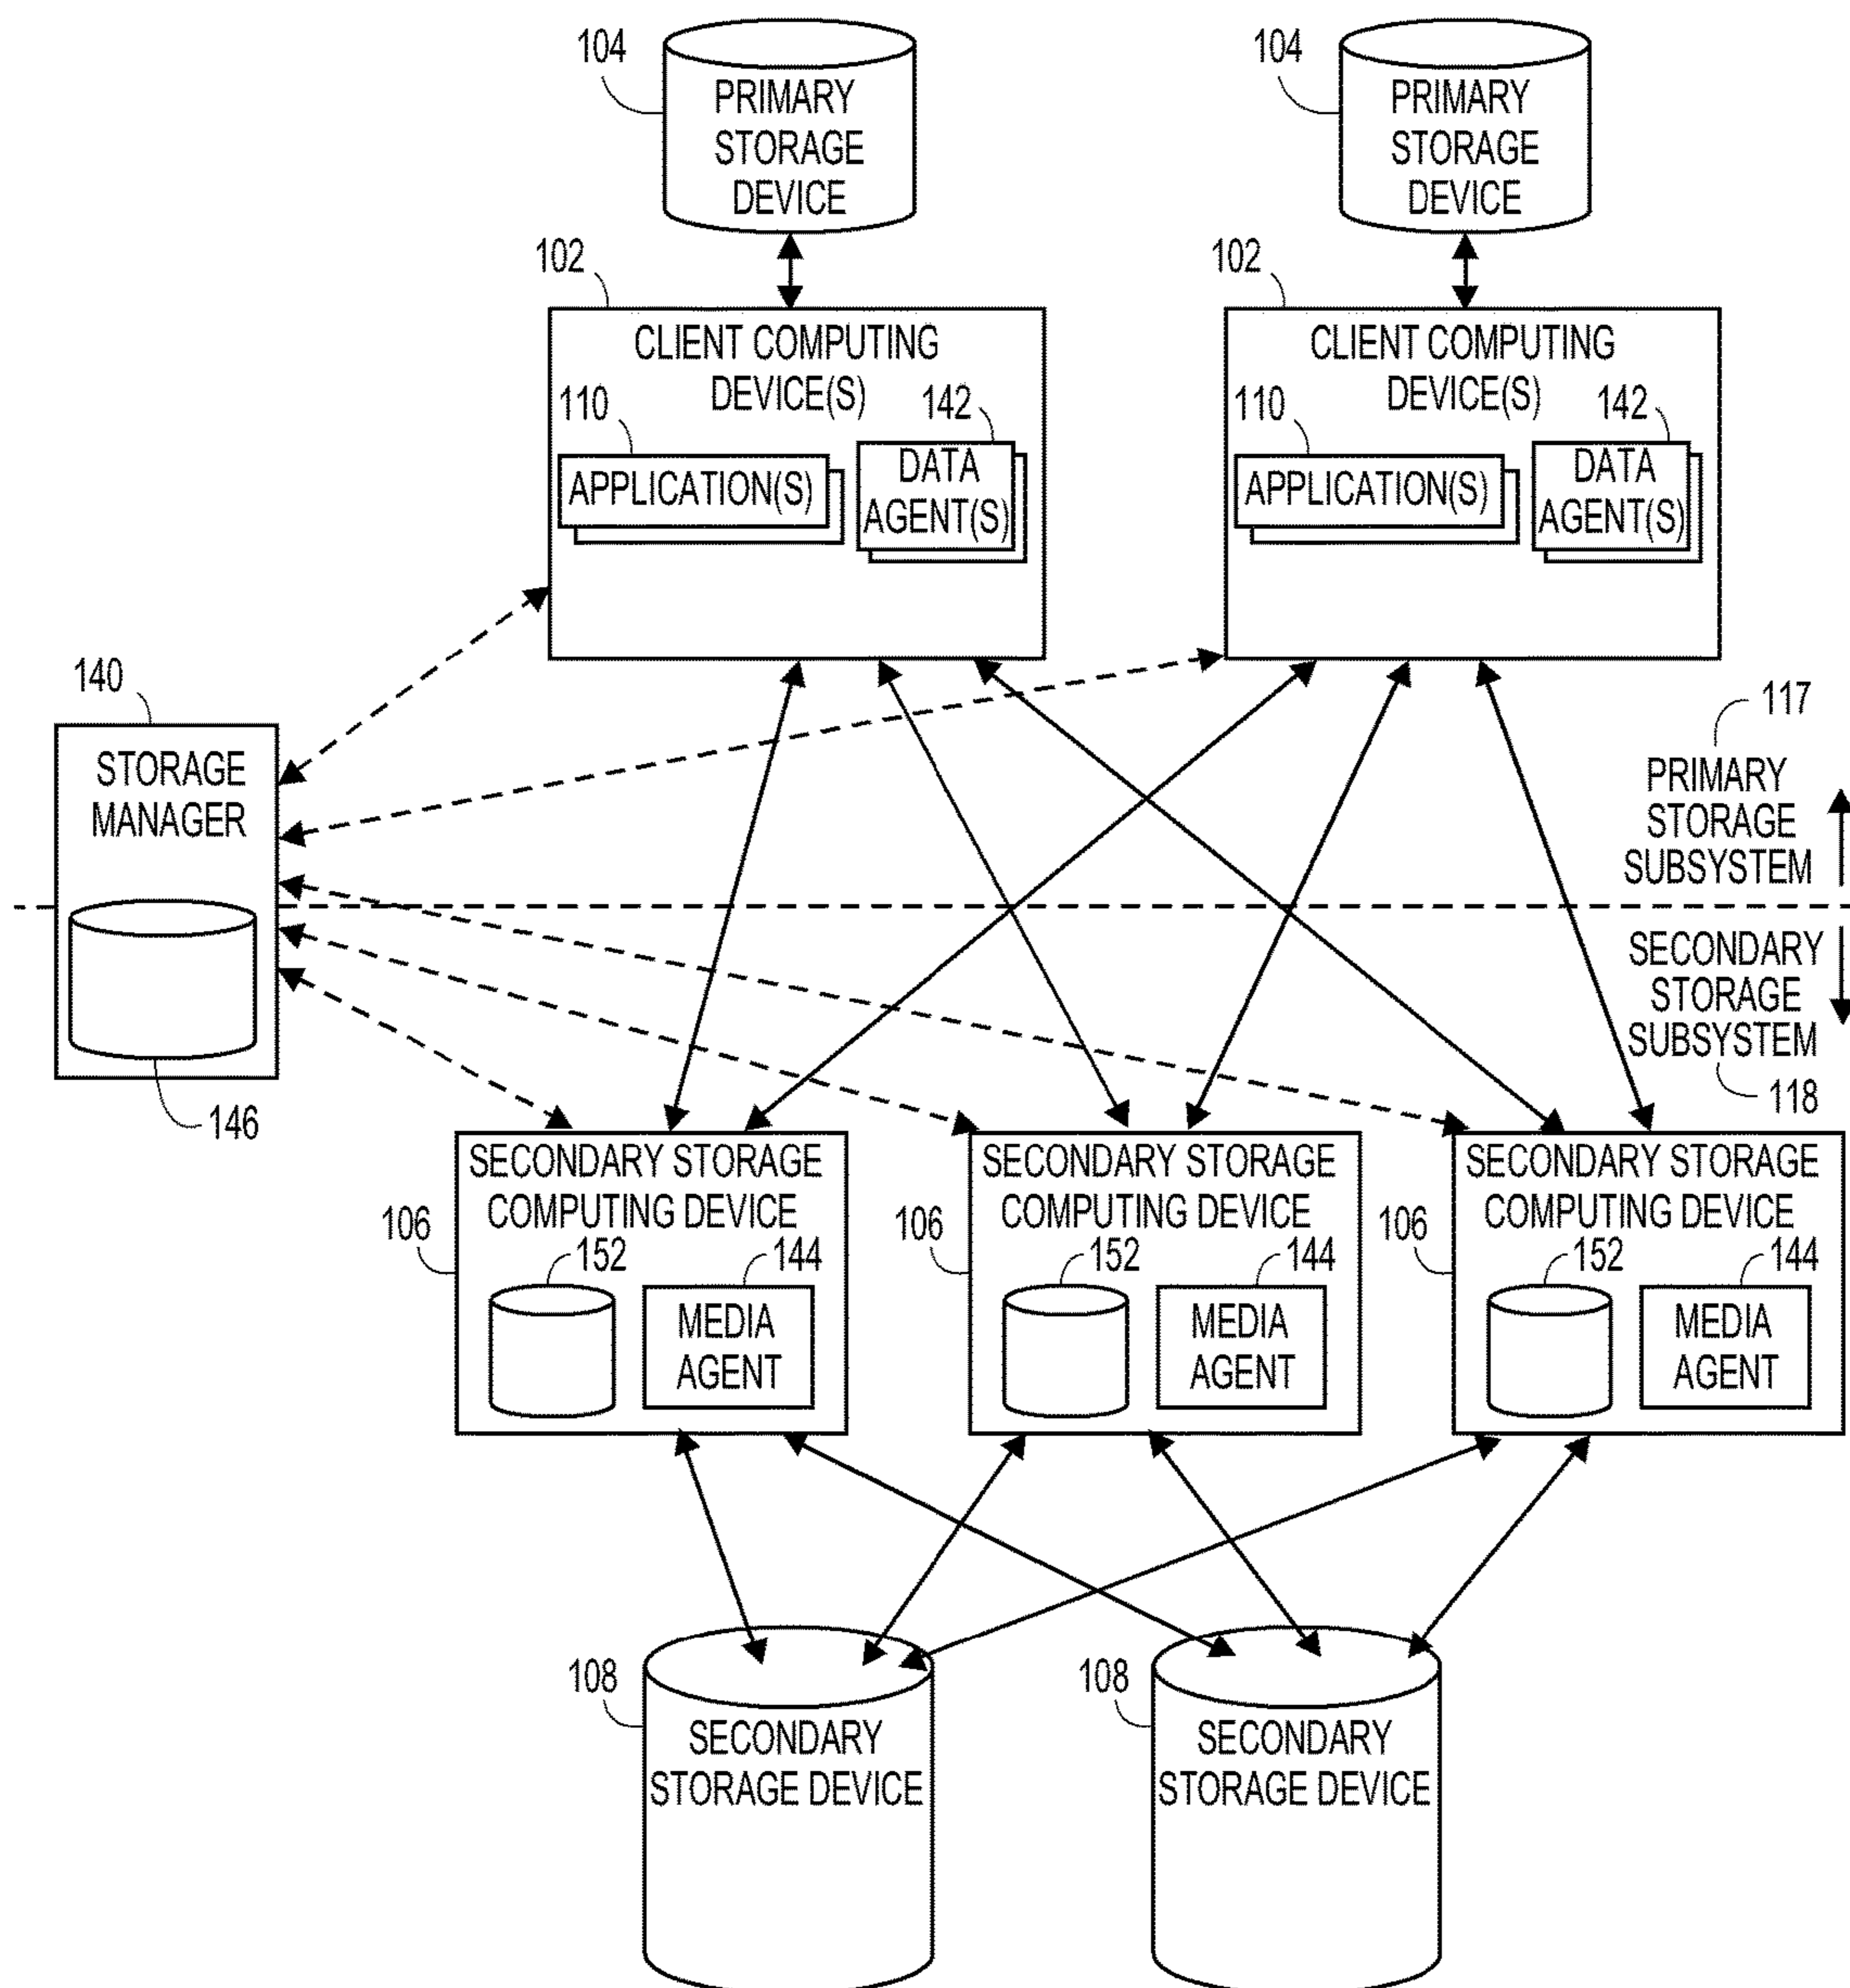 104
PRIMARY
STORAGE
DEVICE
104
PRIMARY
STORAGE
DEVICE
102
CLIENT COMPUTING
DEVICE(S)
110
142
APPLICATION(S)
DATA
AGENT(S)
102
CLIENT COMPUTING
DEVICE(S)
110
142
APPLICATION(S)
DATA
AGENT(S)
140
STORAGE
MANAGER
146
117
PRIMARY
STORAGE
SUBSYSTEM
SECONDARY
STORAGE
SUBSYSTEM
118
SECONDARY STORAGE
COMPUTING DEVICE
106
152
144
MEDIA
AGENT
SECONDARY STORAGE
COMPUTING DEVICE
106
152
144
MEDIA
AGENT
SECONDARY STORAGE
COMPUTING DEVICE
106
152
144
MEDIA
AGENT
108
SECONDARY
STORAGE DEVICE
108
SECONDARY
STORAGE DEVICE